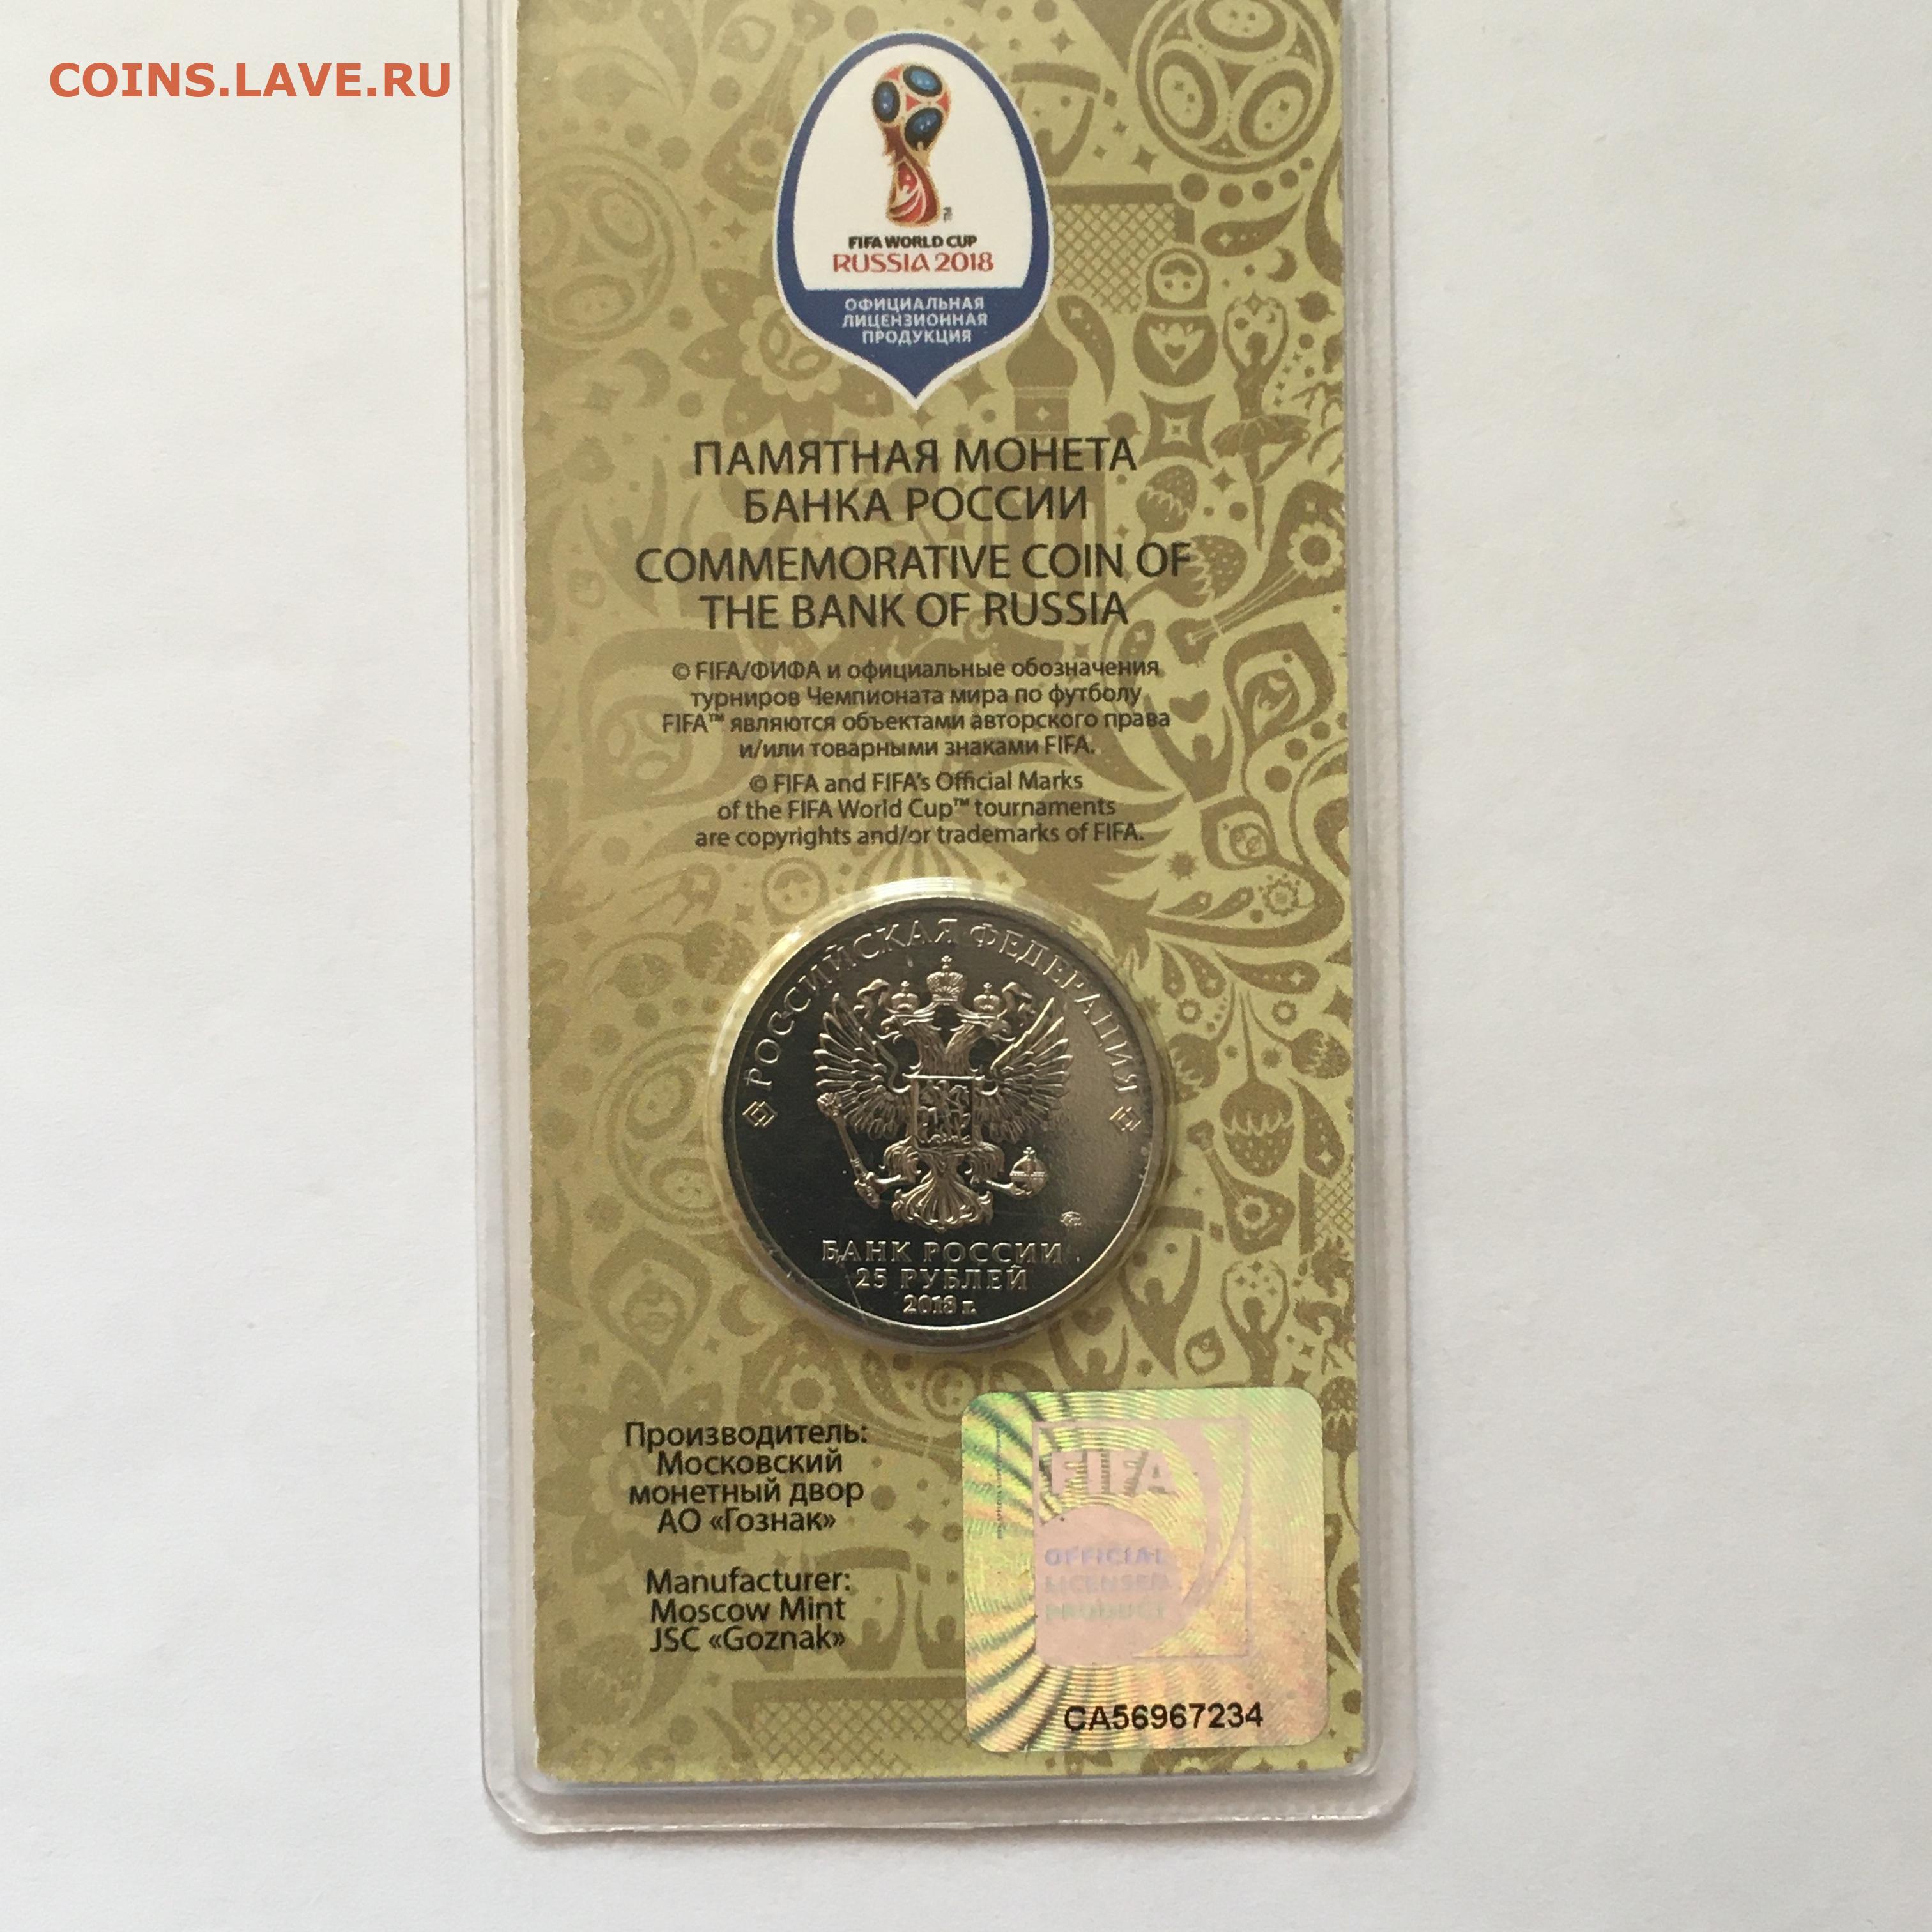 COINS.LAVE.RU
FIFA WORLD CUP
RUSSIA 2018
ОФИЦИАЛЬНАЯ
ЛИЦЕНЗИОННАЯ
ПРОДУКЦИЯ
ПАМЯТНАЯ МОНЕТА
БАНКА РОССИИ
COMMEMORATIVE COIN OF
THE BANK OF RUSSIA
© FIFA/ФИФА и официальные обозначения
турниров Чемпионата мира по футболу
FIFA™ являются объектами авторского права
и/или товарными знаками FIFA.
© FIFA and FIFA's Official Marks
of the FIFA World Cup™ tournaments
are copyrights and/or trademarks of FIFA.
РОССИЙСКАЯ ФЕДЕРАЦИЯ
БАНК РОССИИ
25 РУБЛЕЙ
2018 г.
Производитель:
Московский
монетный двор
АО «Гознак»
Manufacturer:
Moscow Mint
JSC «Goznak»
FIFA
OFFICIAL
LICENSED
PRODUCT
CA56967234